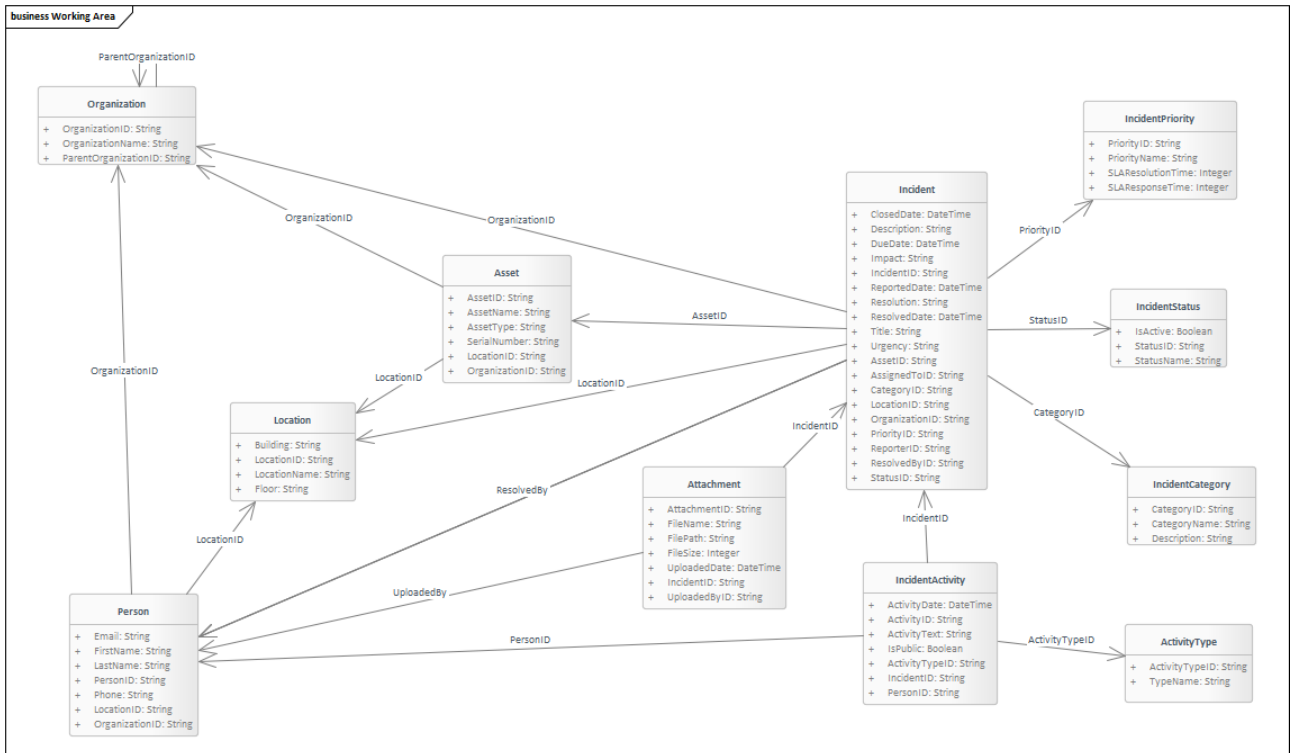 business Working Area
ParentOrganizationID
Organization
+ OrganizationID: String
+ OrganizationName: String
+ ParentOrganizationID: String
IncidentPriority
+ PriorityID: String
+ PriorityName: String
+ SLAResolutionTime: Integer
+ SLAResponseTime: Integer
Incident
+ ClosedDate: DateTime
+ Description: String
+ DueDate: DateTime
+ Impact: String
+ IncidentID: String
+ ReportedDate: DateTime
+ Resolution: String
+ ResolvedDate: DateTime
+ Title: String
+ Urgency: String
+ AssetID: String
+ AssignedToID: String
+ CategoryID: String
+ LocationID: String
+ OrganizationID: String
+ PriorityID: String
+ ReporterID: String
+ ResolvedByID: String
+ StatusID: String
OrganizationID
OrganizationID
PriorityID
Asset
+ AssetID: String
+ AssetName: String
+ AssetType: String
+ SerialNumber: String
+ LocationID: String
+ OrganizationID: String
AssetID
StatusID
IncidentStatus
+ IsActive: Boolean
+ StatusID: String
+ StatusName: String
OrganizationID
LocationID
LocationID
CategoryID
Location
+ Building: String
+ LocationID: String
+ LocationName: String
+ Floor: String
IncidentID
ResolvedBy
Attachment
+ AttachmentID: String
+ FileName: String
+ FilePath: String
+ FileSize: Integer
+ UploadedDate: DateTime
+ IncidentID: String
+ UploadedByID: String
IncidentCategory
+ CategoryID: String
+ CategoryName: String
+ Description: String
IncidentID
LocationID
UploadedBy
Person
+ Email: String
+ FirstName: String
+ LastName: String
+ PersonID: String
+ Phone: String
+ LocationID: String
+ OrganizationID: String
PersonID
IncidentActivity
+ ActivityDate: DateTime
+ ActivityID: String
+ ActivityText: String
+ IsPublic: Boolean
+ ActivityTypeID: String
+ IncidentID: String
+ PersonID: String
ActivityTypeID
ActivityType
+ ActivityTypeID: String
+ TypeName: String